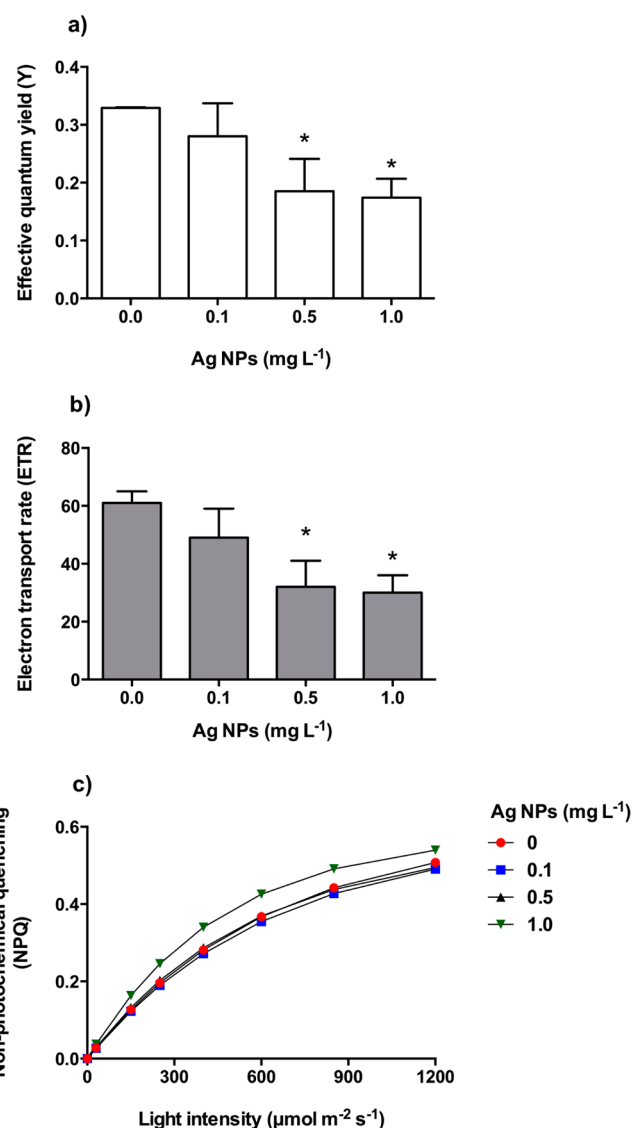 a)
Effective quantum yield (Y)
0.4
0.3
0.2
0.1
0.0
*
*
0.0 0.1 0.5 1.0
Ag NPs (mg L⁻¹)
b)
Electron transport rate (ETR)
80
60
40
20
0
*
*
0.0 0.1 0.5 1.0
Ag NPs (mg L⁻¹)
c)
Non-photochemical quenching
(NPQ)
0.6
0.4
0.2
0.0
0 300 600 900 1200
Light intensity (μmol m⁻² s⁻¹)
Ag NPs (mg L⁻¹)
0
0.1
0.5
1.0